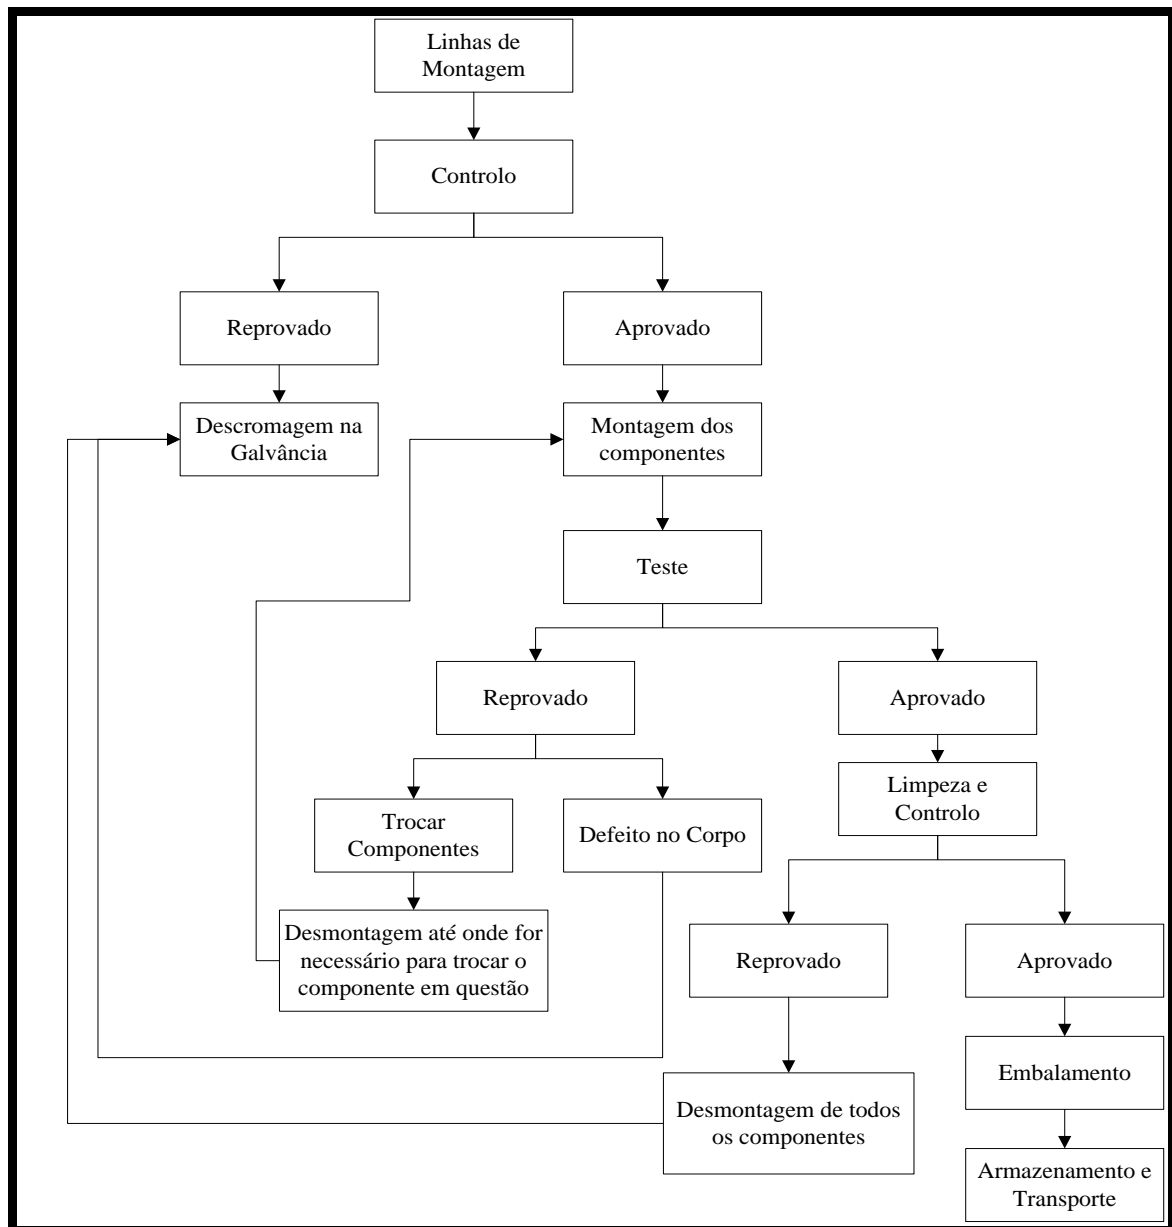 Linhas de
Montagem
Controlo
Reprovado
Aprovado
Descromagem na
Galvância
Montagem dos
componentes
Teste
Reprovado
Aprovado
Limpeza e
Controlo
Trocar
Componentes
Defeito no Corpo
Desmontagem até onde for
necessário para trocar o
componente em questão
Reprovado
Aprovado
Embalamento
Desmontagem de todos
os componentes
Armazenamento e
Transporte